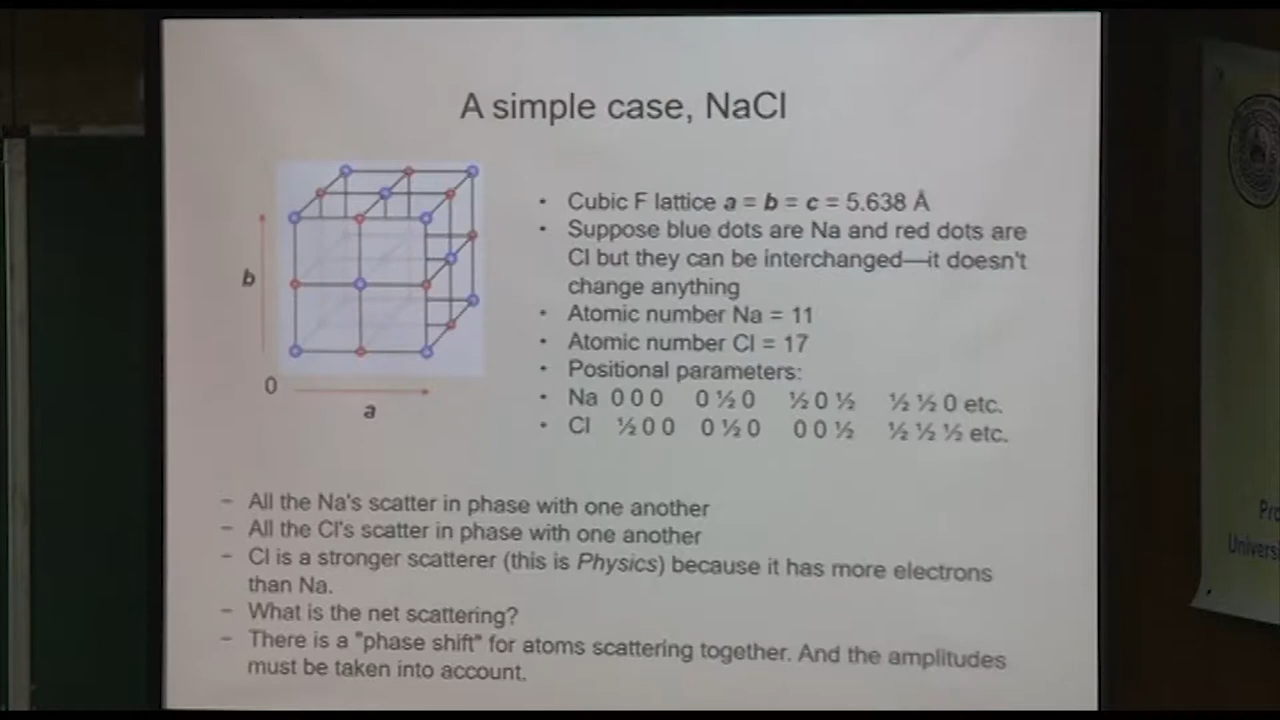 A simple case, NaCl
b
0
a
• Cubic F lattice a = b = c = 5.638 Å
• Suppose blue dots are Na and red dots are
Cl but they can be interchanged—it doesn't
change anything
• Atomic number Na = 11
• Atomic number Cl = 17
• Positional parameters:
• Na 0 0 0 0 ½ 0 ½ 0 ½ ½ ½ 0 etc.
• Cl ½ 0 0 0 ½ 0 0 0 ½ ½ ½ ½ etc.
– All the Na's scatter in phase with one another
– All the Cl's scatter in phase with one another
– Cl is a stronger scatterer (this is Physics) because it has more electrons
than Na.
– What is the net scattering?
– There is a "phase shift" for atoms scattering together. And the amplitudes
must be taken into account.